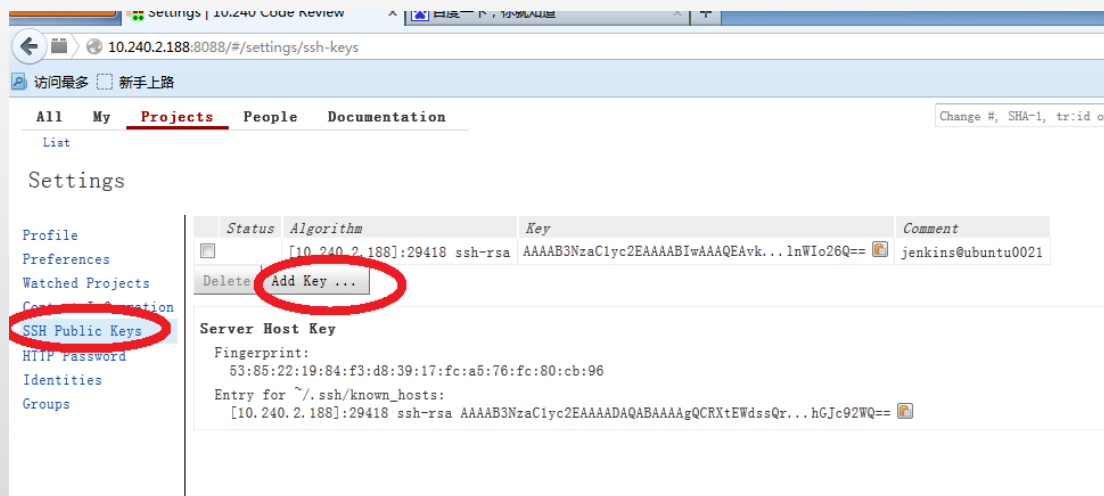 Settings | 10.240 Code Review × 百度一下，你就知道 × +
10.240.2.188:8088/#/settings/ssh-keys
访问最多 新手上路
All My Projects People Documentation
Change #, SHA-1, tr:id o
List
Settings
Profile
Preferences
Watched Projects
Contact Information
SSH Public Keys
HTTP Password
Identities
Groups
Status Algorithm Key Comment
[10.240.2.188]:29418 ssh-rsa AAAAB3NzaC1yc2EAAAABIwAAAQEAvk...lnWIo26Q== jenkins@ubuntu0021
Delete Add Key ...
Server Host Key
Fingerprint:
53:85:22:19:84:f3:d8:39:17:fc:a5:76:fc:80:cb:96
Entry for ~/.ssh/known_hosts:
[10.240.2.188]:29418 ssh-rsa AAAAB3NzaC1yc2EAAAADAQABAAAAgQCRXtEWdssQr...hGJc92WQ==